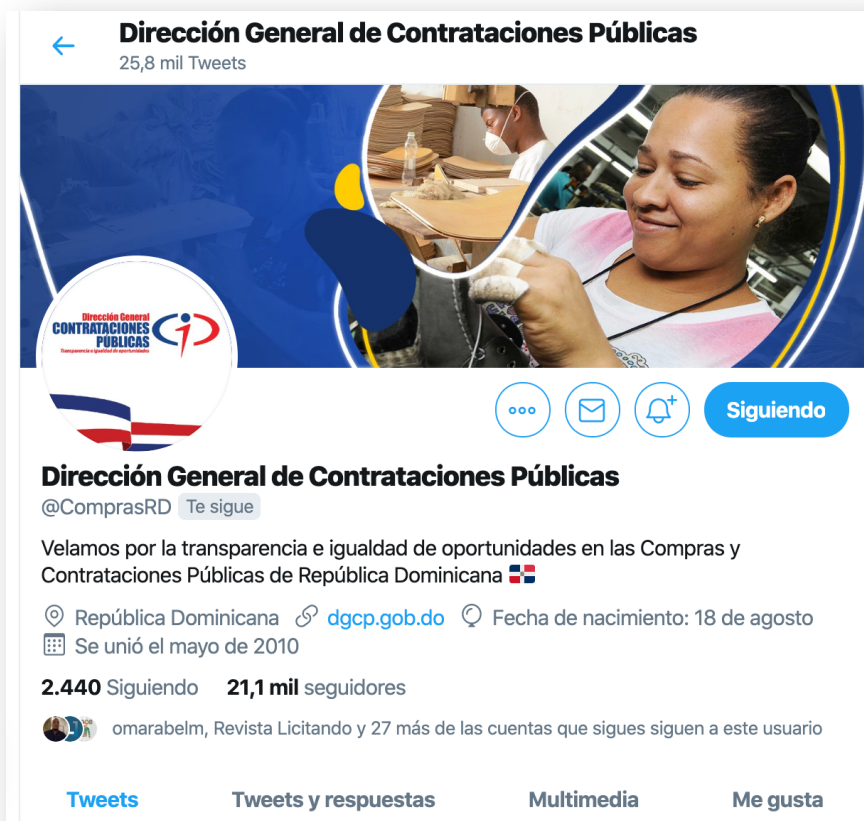 Dirección General de Contrataciones Públicas
25,8 mil Tweets
Dirección General
CONTRATACIONES
PÚBLICAS
Transparencia e igualdad de oportunidades
Siguiendo
Dirección General de Contrataciones Públicas
@ComprasRD Te sigue
Velamos por la transparencia e igualdad de oportunidades en las Compras y
Contrataciones Públicas de República Dominicana 🇩🇴
República Dominicana dgcp.gob.do Fecha de nacimiento: 18 de agosto
Se unió el mayo de 2010
2.440 Siguiendo 21,1 mil seguidores
omarabelm, Revista Licitando y 27 más de las cuentas que sigues siguen a este usuario
Tweets Tweets y respuestas Multimedia Me gusta